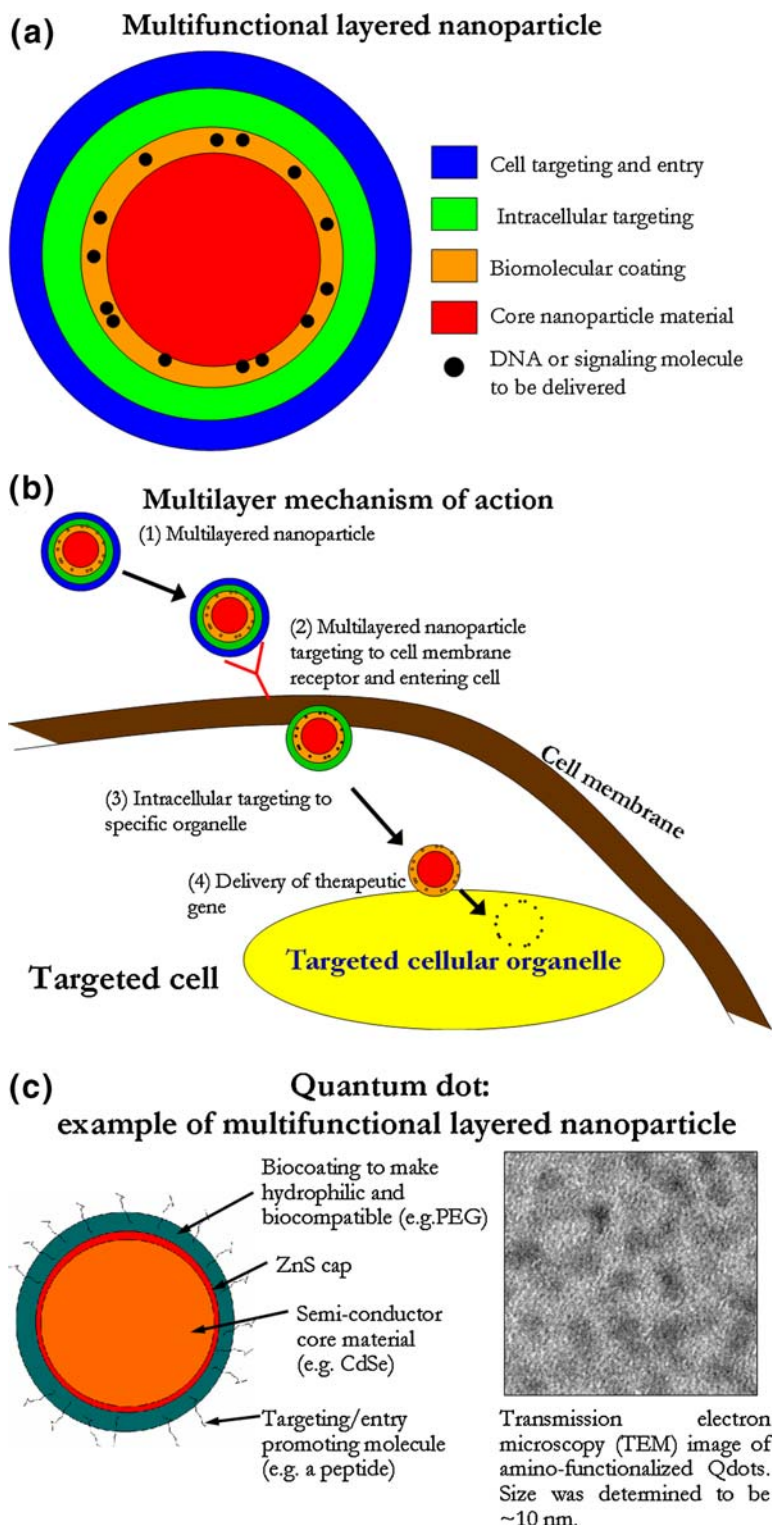 (a) Multifunctional layered nanoparticle
Cell targeting and entry
Intracellular targeting
Biomolecular coating
Core nanoparticle material
DNA or signaling molecule
to be delivered
(b) Multilayer mechanism of action
(1) Multilayered nanoparticle
(2) Multilayered nanoparticle
targeting to cell membrane
receptor and entering cell
Cell membrane
(3) Intracellular targeting to
specific organelle
(4) Delivery of therapeutic
gene
Targeted cellular organelle
Targeted cell
(c) Quantum dot:
example of multifunctional layered nanoparticle
Biocoating to make
hydrophilic and
biocompatible (e.g.PEG)
ZnS cap
Semi-conductor
core material
(e.g. CdSe)
Targeting/entry
promoting molecule
(e.g. a peptide)
Transmission electron
microscopy (TEM) image of
amino-functionalized Qdots.
Size was determined to be
~10 nm.